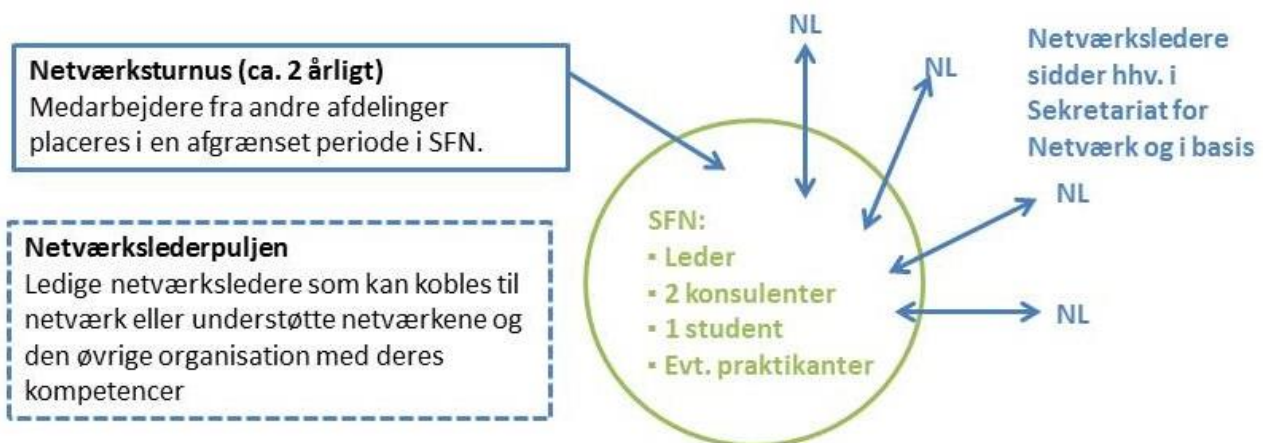 Netværksturnus (ca. 2 årligt)
Medarbejdere fra andre afdelinger
placeres i en afgrænset periode i SFN.
Netværkslederpuljen
Ledige netværksledere som kan kobles til
netværk eller understøtte netværkene og
den øvrige organisation med deres
kompetencer
SFN:
▪ Leder
▪ 2 konsulenter
▪ 1 student
▪ Evt. praktikanter
NL
NL
NL
NL
Netværksledere
sidder hhv. i
Sekretariat for
Netværk og i basis